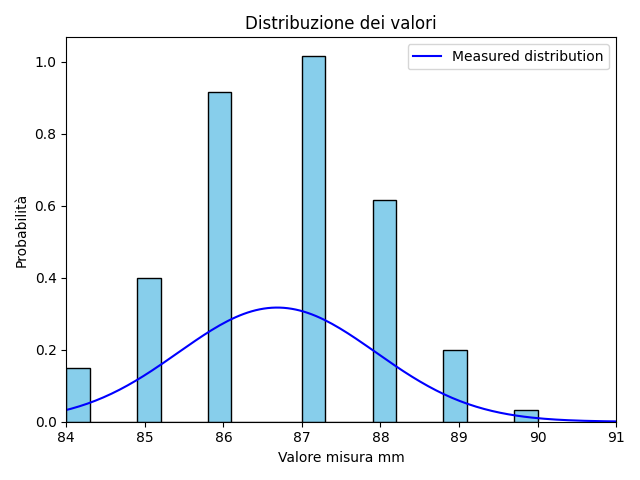 Distribuzione dei valori
Measured distribution
Probabilità
1.0
0.8
0.6
0.4
0.2
0.0
84 85 86 87 88 89 90 91
Valore misura mm